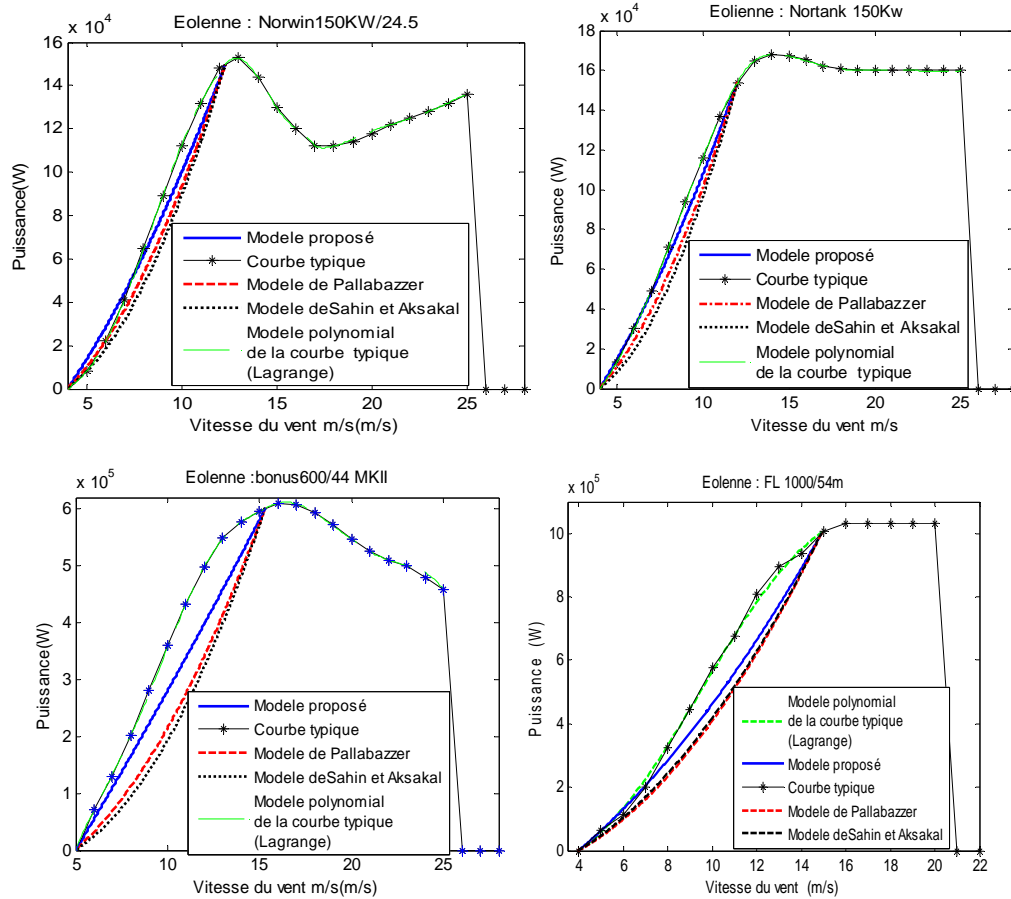 Eolenne : Norwin150KW/24.5
x 10^4
16
14
12
10
8
6
4
2
0
Puissance(W)
Modele proposé
Courbe typique
Modele de Pallabazzer
Modele deSahin et Aksakal
Modele polynomial
de la courbe typique
(Lagrange)
5
10
15
20
25
Vitesse du vent m/s(m/s)
Eolienne : Nortank 150Kw
x 10^4
18
16
14
12
10
8
6
4
2
0
Puissance (W)
Modele proposé
Courbe typique
Modele de Pallabazzer
Modele deSahin et Aksakal
Modele polynomial
de la courbe typique
5
10
15
20
25
Vitesse du vent m/s
Eolenne :bonus600/44 MKII
x 10^5
6
5
4
3
2
1
0
Puissance(W)
Modele proposé
Courbe typique
Modele de Pallabazzer
Modele deSahin et Aksakal
Modele polynomial
de la courbe typique
(Lagrange)
5
10
15
20
25
Vitesse du vent m/s(m/s)
Eolenne : FL 1000/54m
x 10^5
10
8
6
4
2
0
Puissance (W)
Modele polynomial
de la courbe typique
(Lagrange)
Modele proposé
Courbe typique
Modele de Pallabazzer
Modele deSahin et Aksakal
4
6
8
10
12
14
16
18
20
22
Vitesse du vent (m/s)